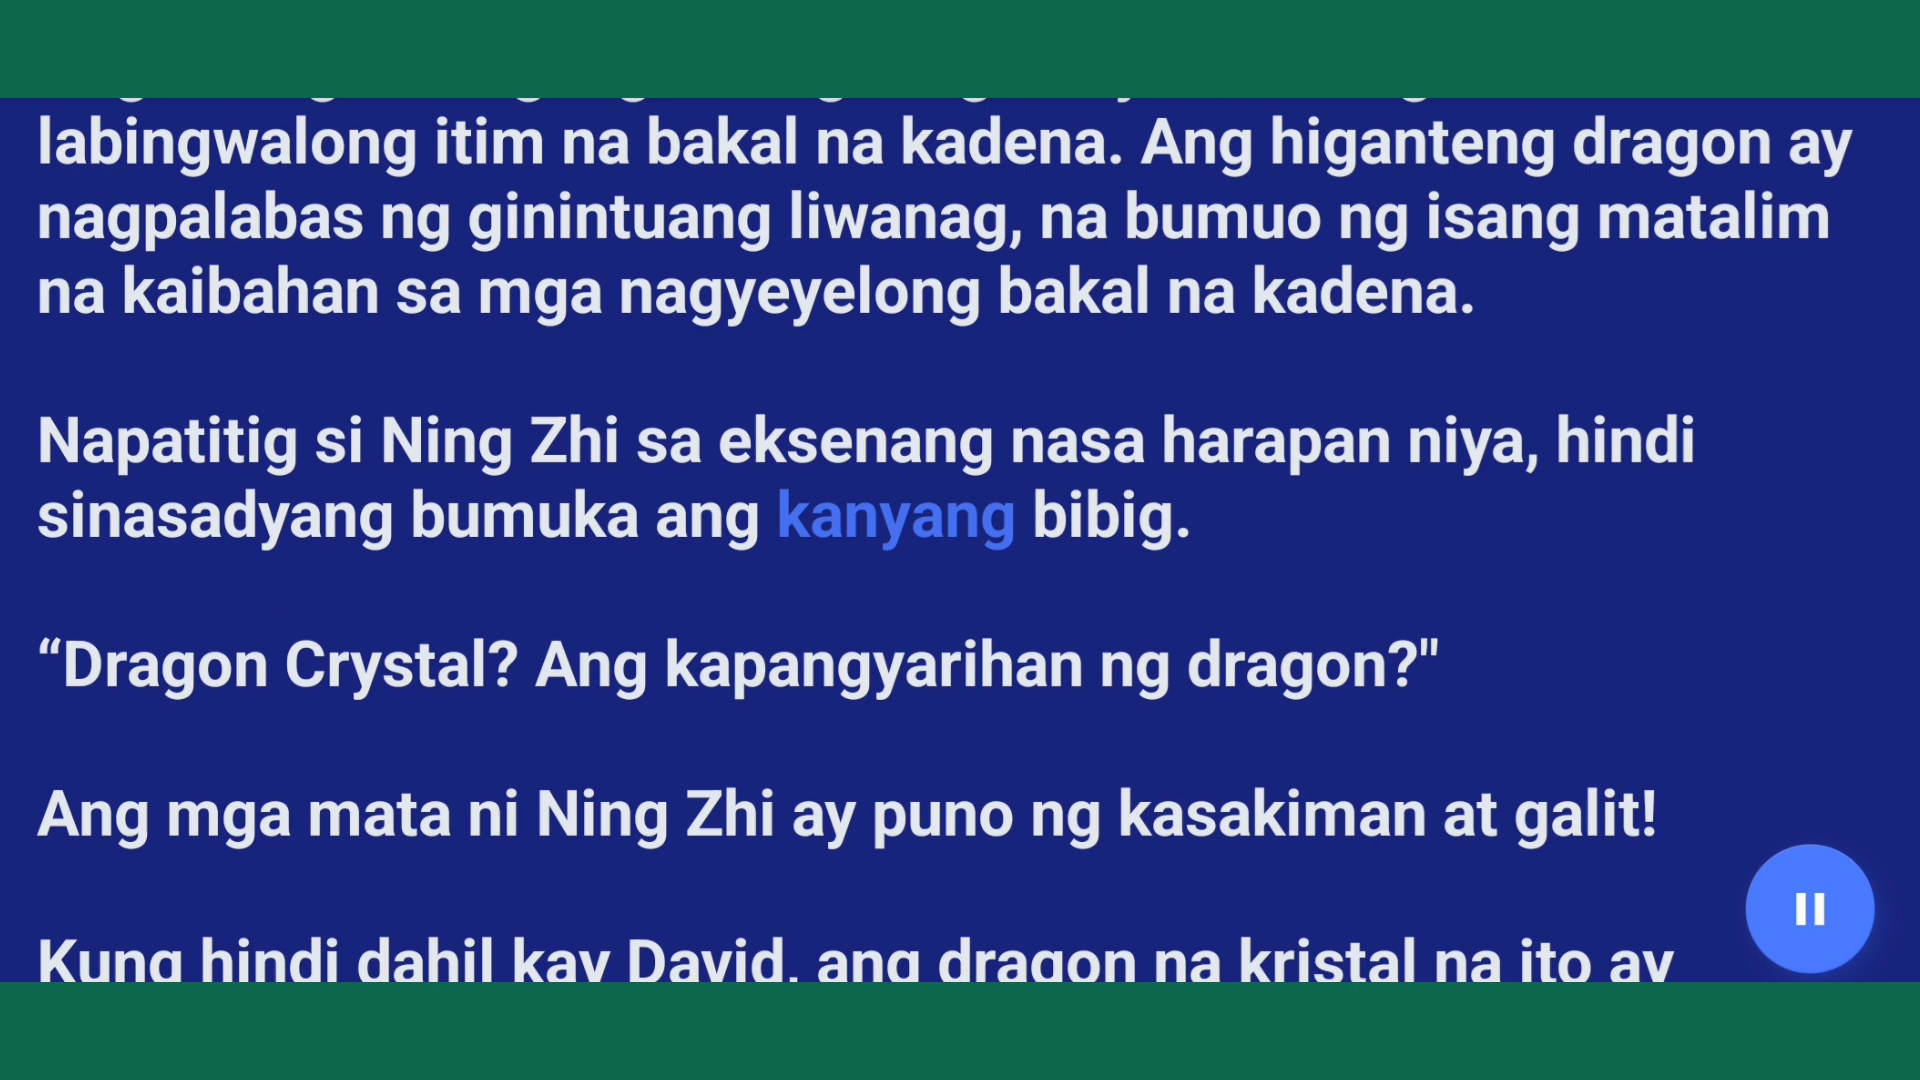 labingwalong itim na bakal na kadena. Ang higanteng dragon ay
nagpalabas ng ginintuang liwanag, na bumuo ng isang matalim
na kaibahan sa mga nagyeyelong bakal na kadena.
Napatitig si Ning Zhi sa eksenang nasa harapan niya, hindi
sinasadyang bumuka ang kanyang bibig.
“Dragon Crystal? Ang kapangyarihan ng dragon?"
Ang mga mata ni Ning Zhi ay puno ng kasakiman at galit!
Kung hindi dahil kay David, ang dragon na kristal na ito ay